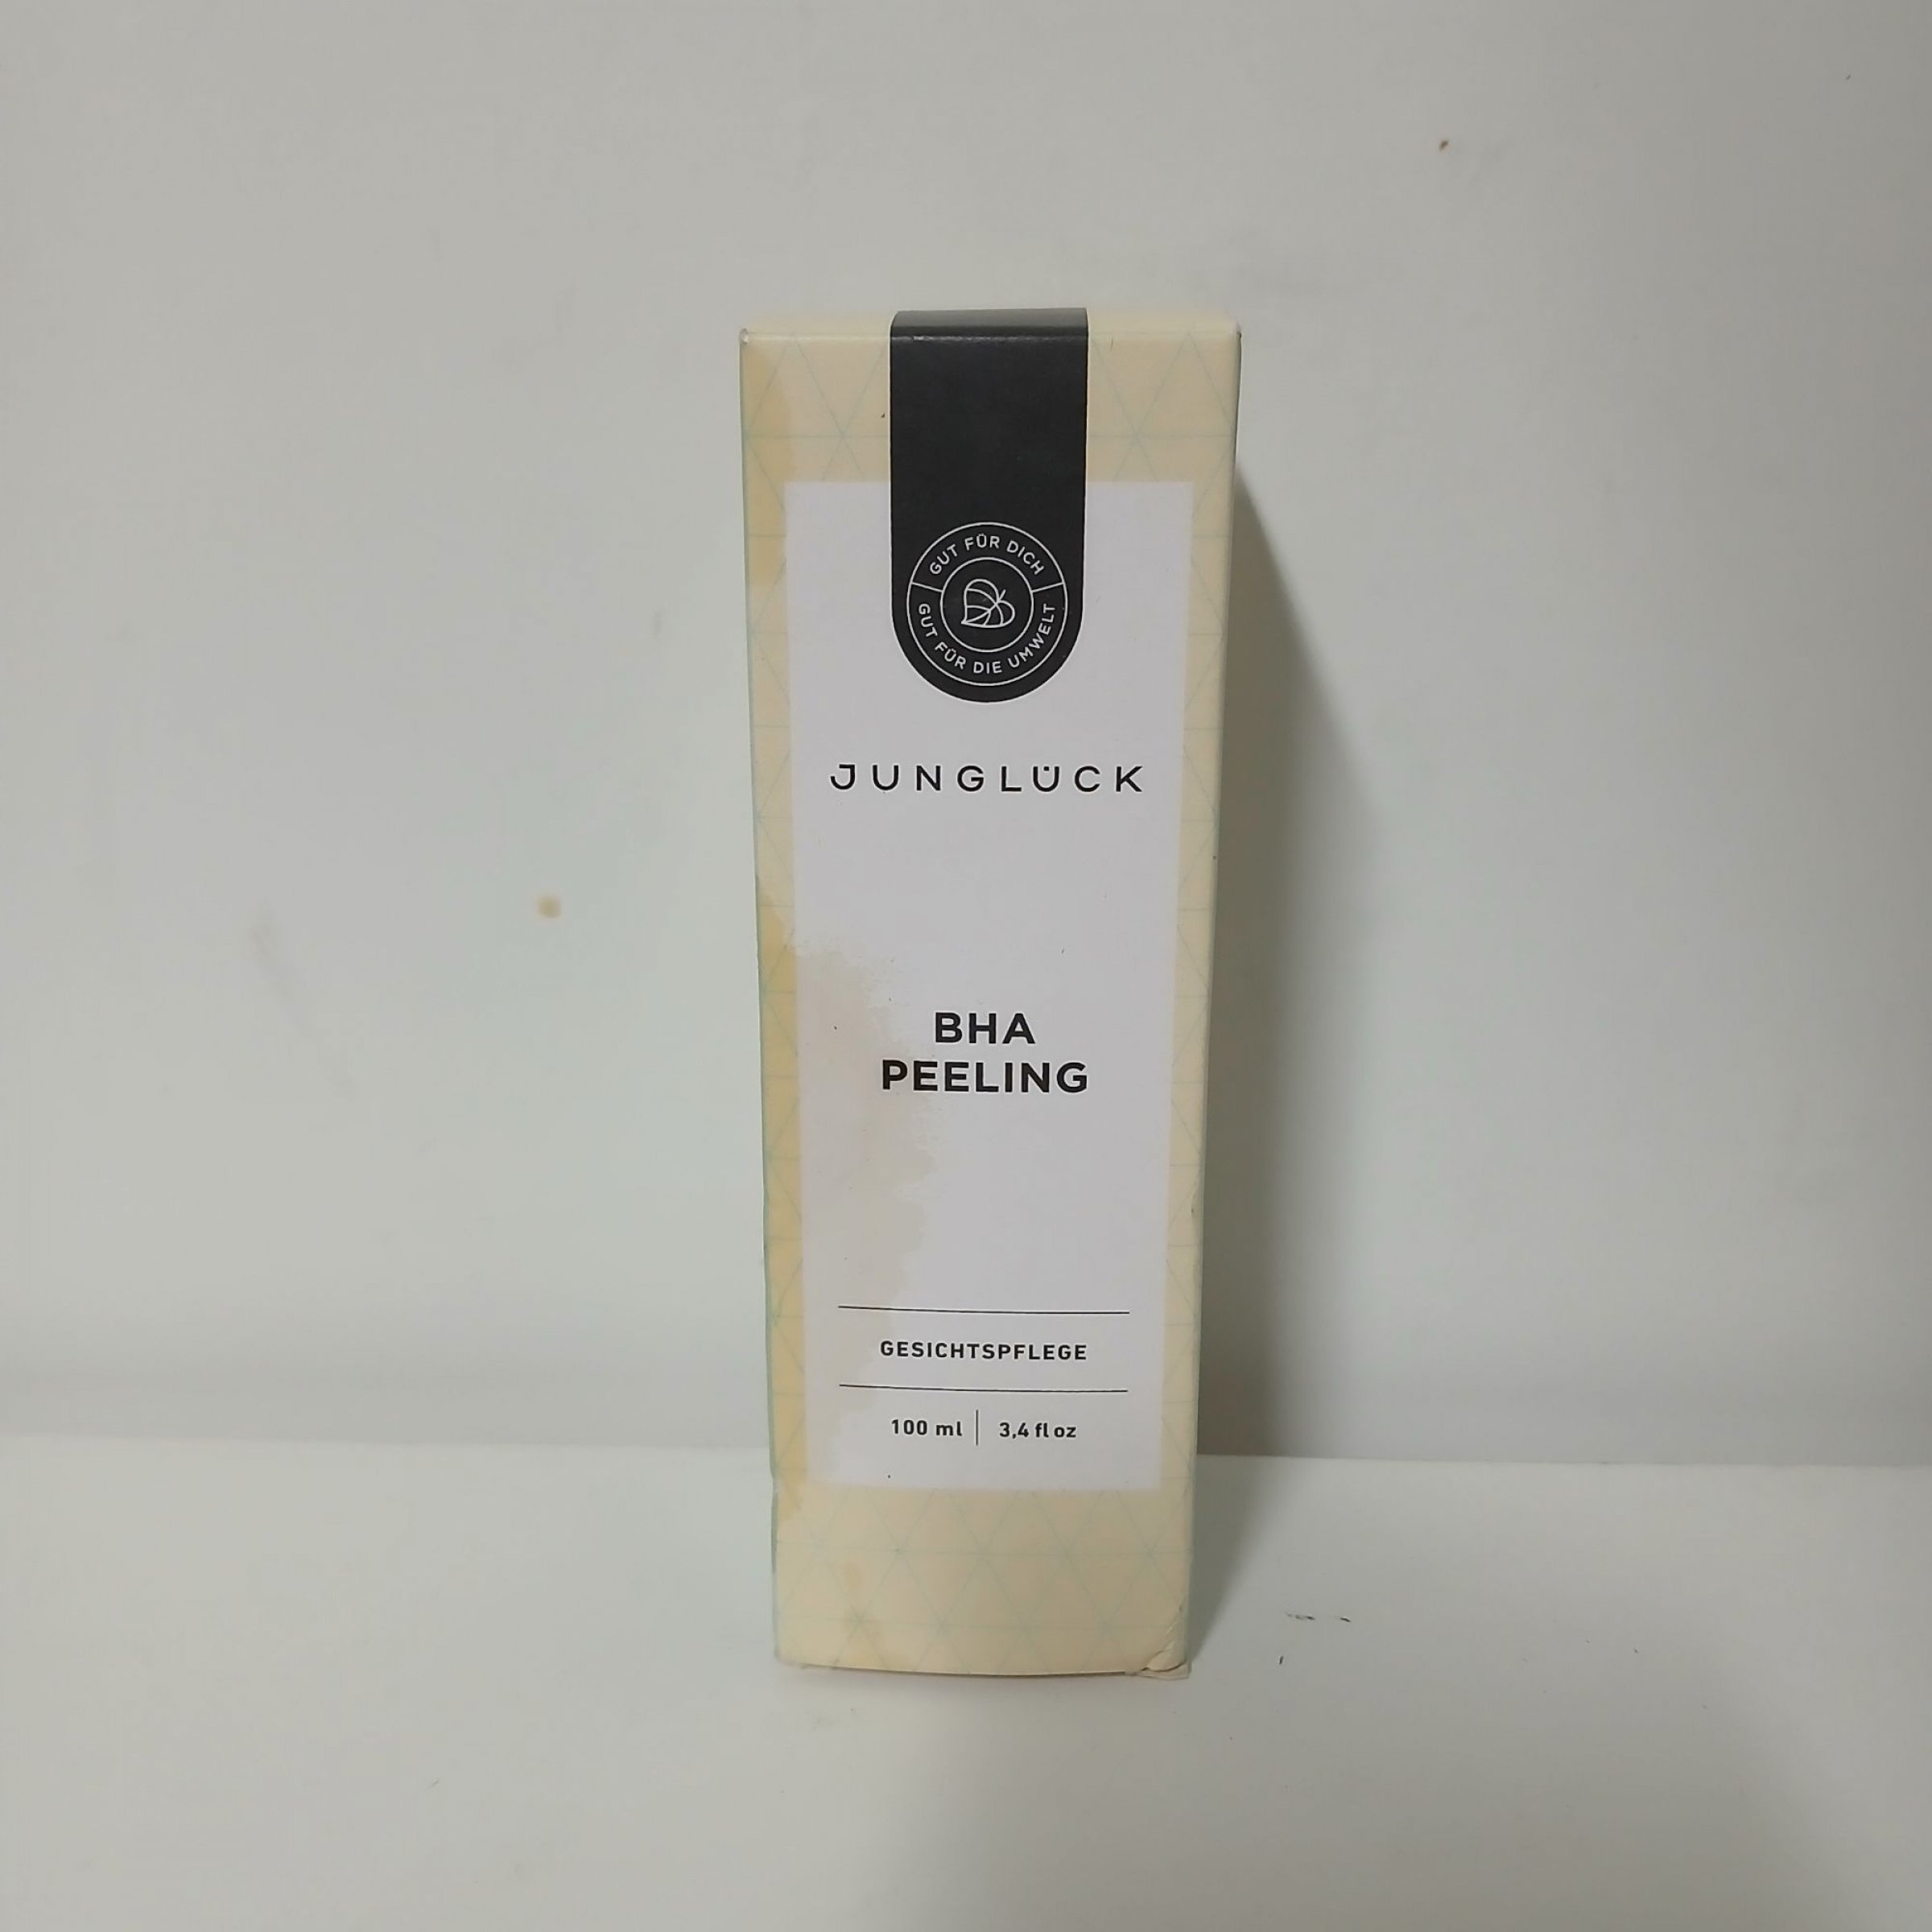 GUT FÜR DICH
GUT FÜR DIE UMWELT
JUNGLÜCK
BHA
PEELING
GESICHTSPFLEGE
100 ml | 3,4 fl oz